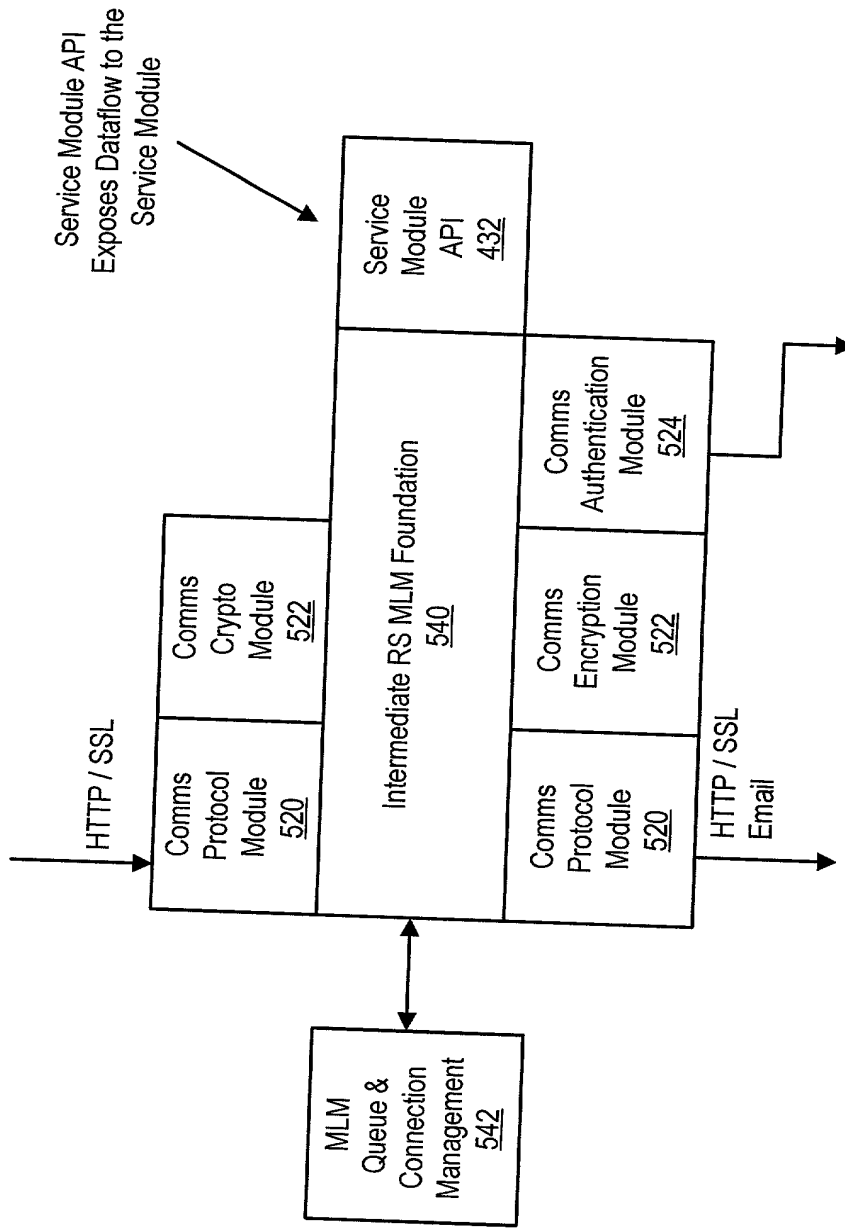 Service Module API
Exposes Dataflow to the
Service Module
HTTP / SSL
Comms
Protocol
Module
520
Comms
Crypto
Module
522
Service
Module
API
432
MLM
Queue &
Connection
Management
542
Intermediate RS MLM Foundation
540
Comms
Protocol
Module
520
Comms
Encryption
Module
522
Comms
Authentication
Module
524
HTTP / SSL
Email